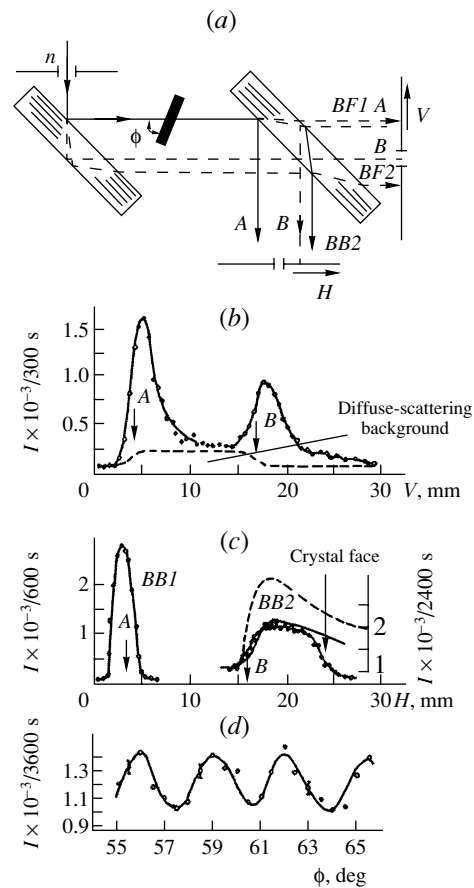 (a)
n
BF1 A
V
ϕ
B
BF2
A
B
BB2
H
(b)
I × 10⁻³/300 s
1.5
1.0
0.5
A
B
Diffuse-scattering
background
0 10 20 30
V, mm
(c)
Crystal face
I × 10⁻³/600 s
2
1
BB1
A
BB2
B
2
1
I × 10⁻³/2400 s
0 10 20 30 H, mm
(d)
I × 10⁻³/3600 s
1.3
1.1
0.9
55 57 59 61 63 65
ϕ, deg